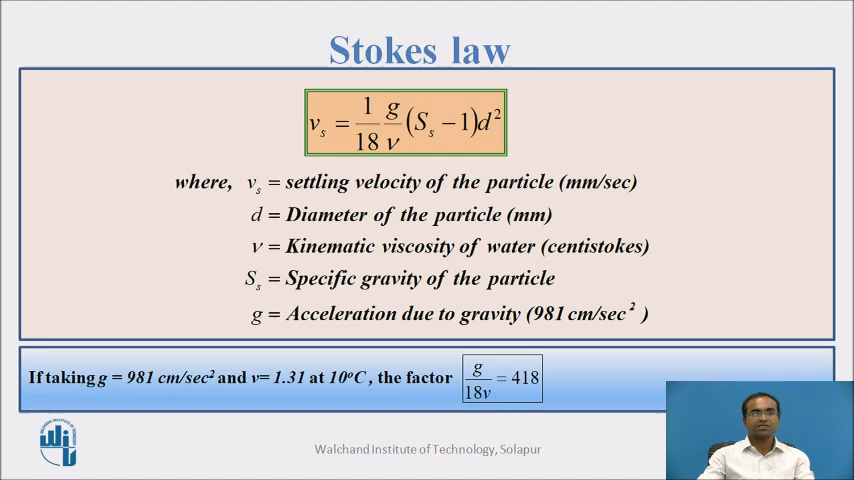 Stokes law
v_s = 1/18 g/ν (S_s − 1)d²
where, v_s = settling velocity of the particle (mm/sec)
d = Diameter of the particle (mm)
ν = Kinematic viscosity of water (centistokes)
S_s = Specific gravity of the particle
g = Acceleration due to gravity (981 cm/sec²)
If taking g = 981 cm/sec² and ν= 1.31 at 10°C , the factor g/18ν = 418
Walchand Institute of Technology, Solapur